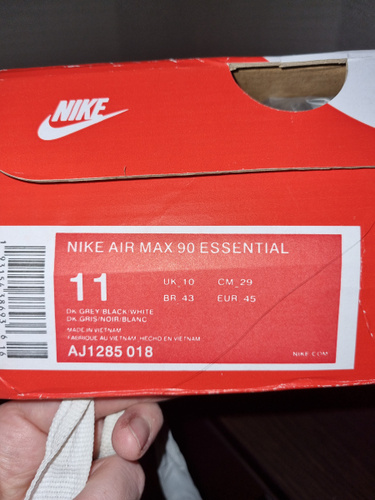 NIKE
NIKE AIR MAX 90 ESSENTIAL
11
UK 10 CM 29
BR 43 EUR 45
DK GREY/BLACK/WHITE
DK GRIS/NOIR/BLANC
MADE IN VIETNAM
FABRIQUÉ AU VIETNAM, HECHO EN VIETNAM
AJ1285 018
NIKE.COM